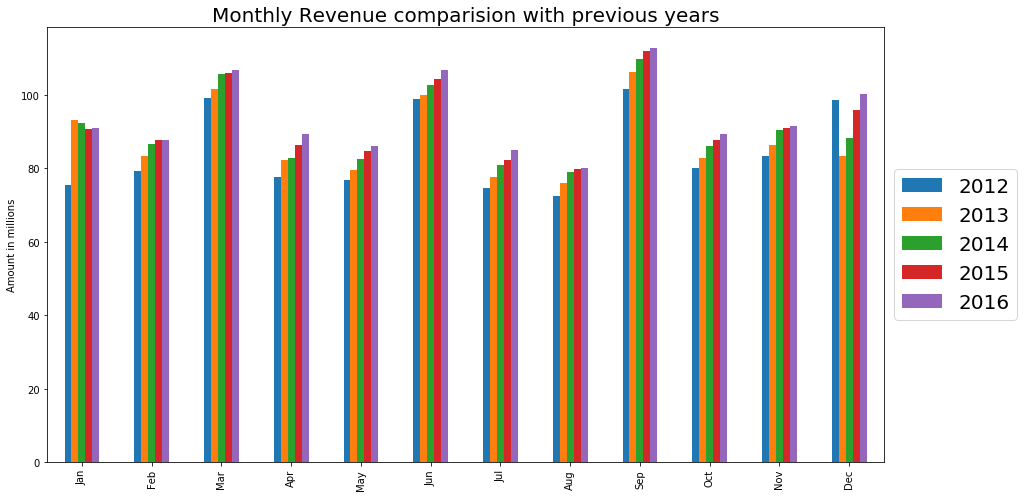 Monthly Revenue comparision with previous years
Amount in millions
100
80
60
40
20
0
Jan
Feb
Mar
Apr
May
Jun
Jul
Aug
Sep
Oct
Nov
Dec
2012
2013
2014
2015
2016